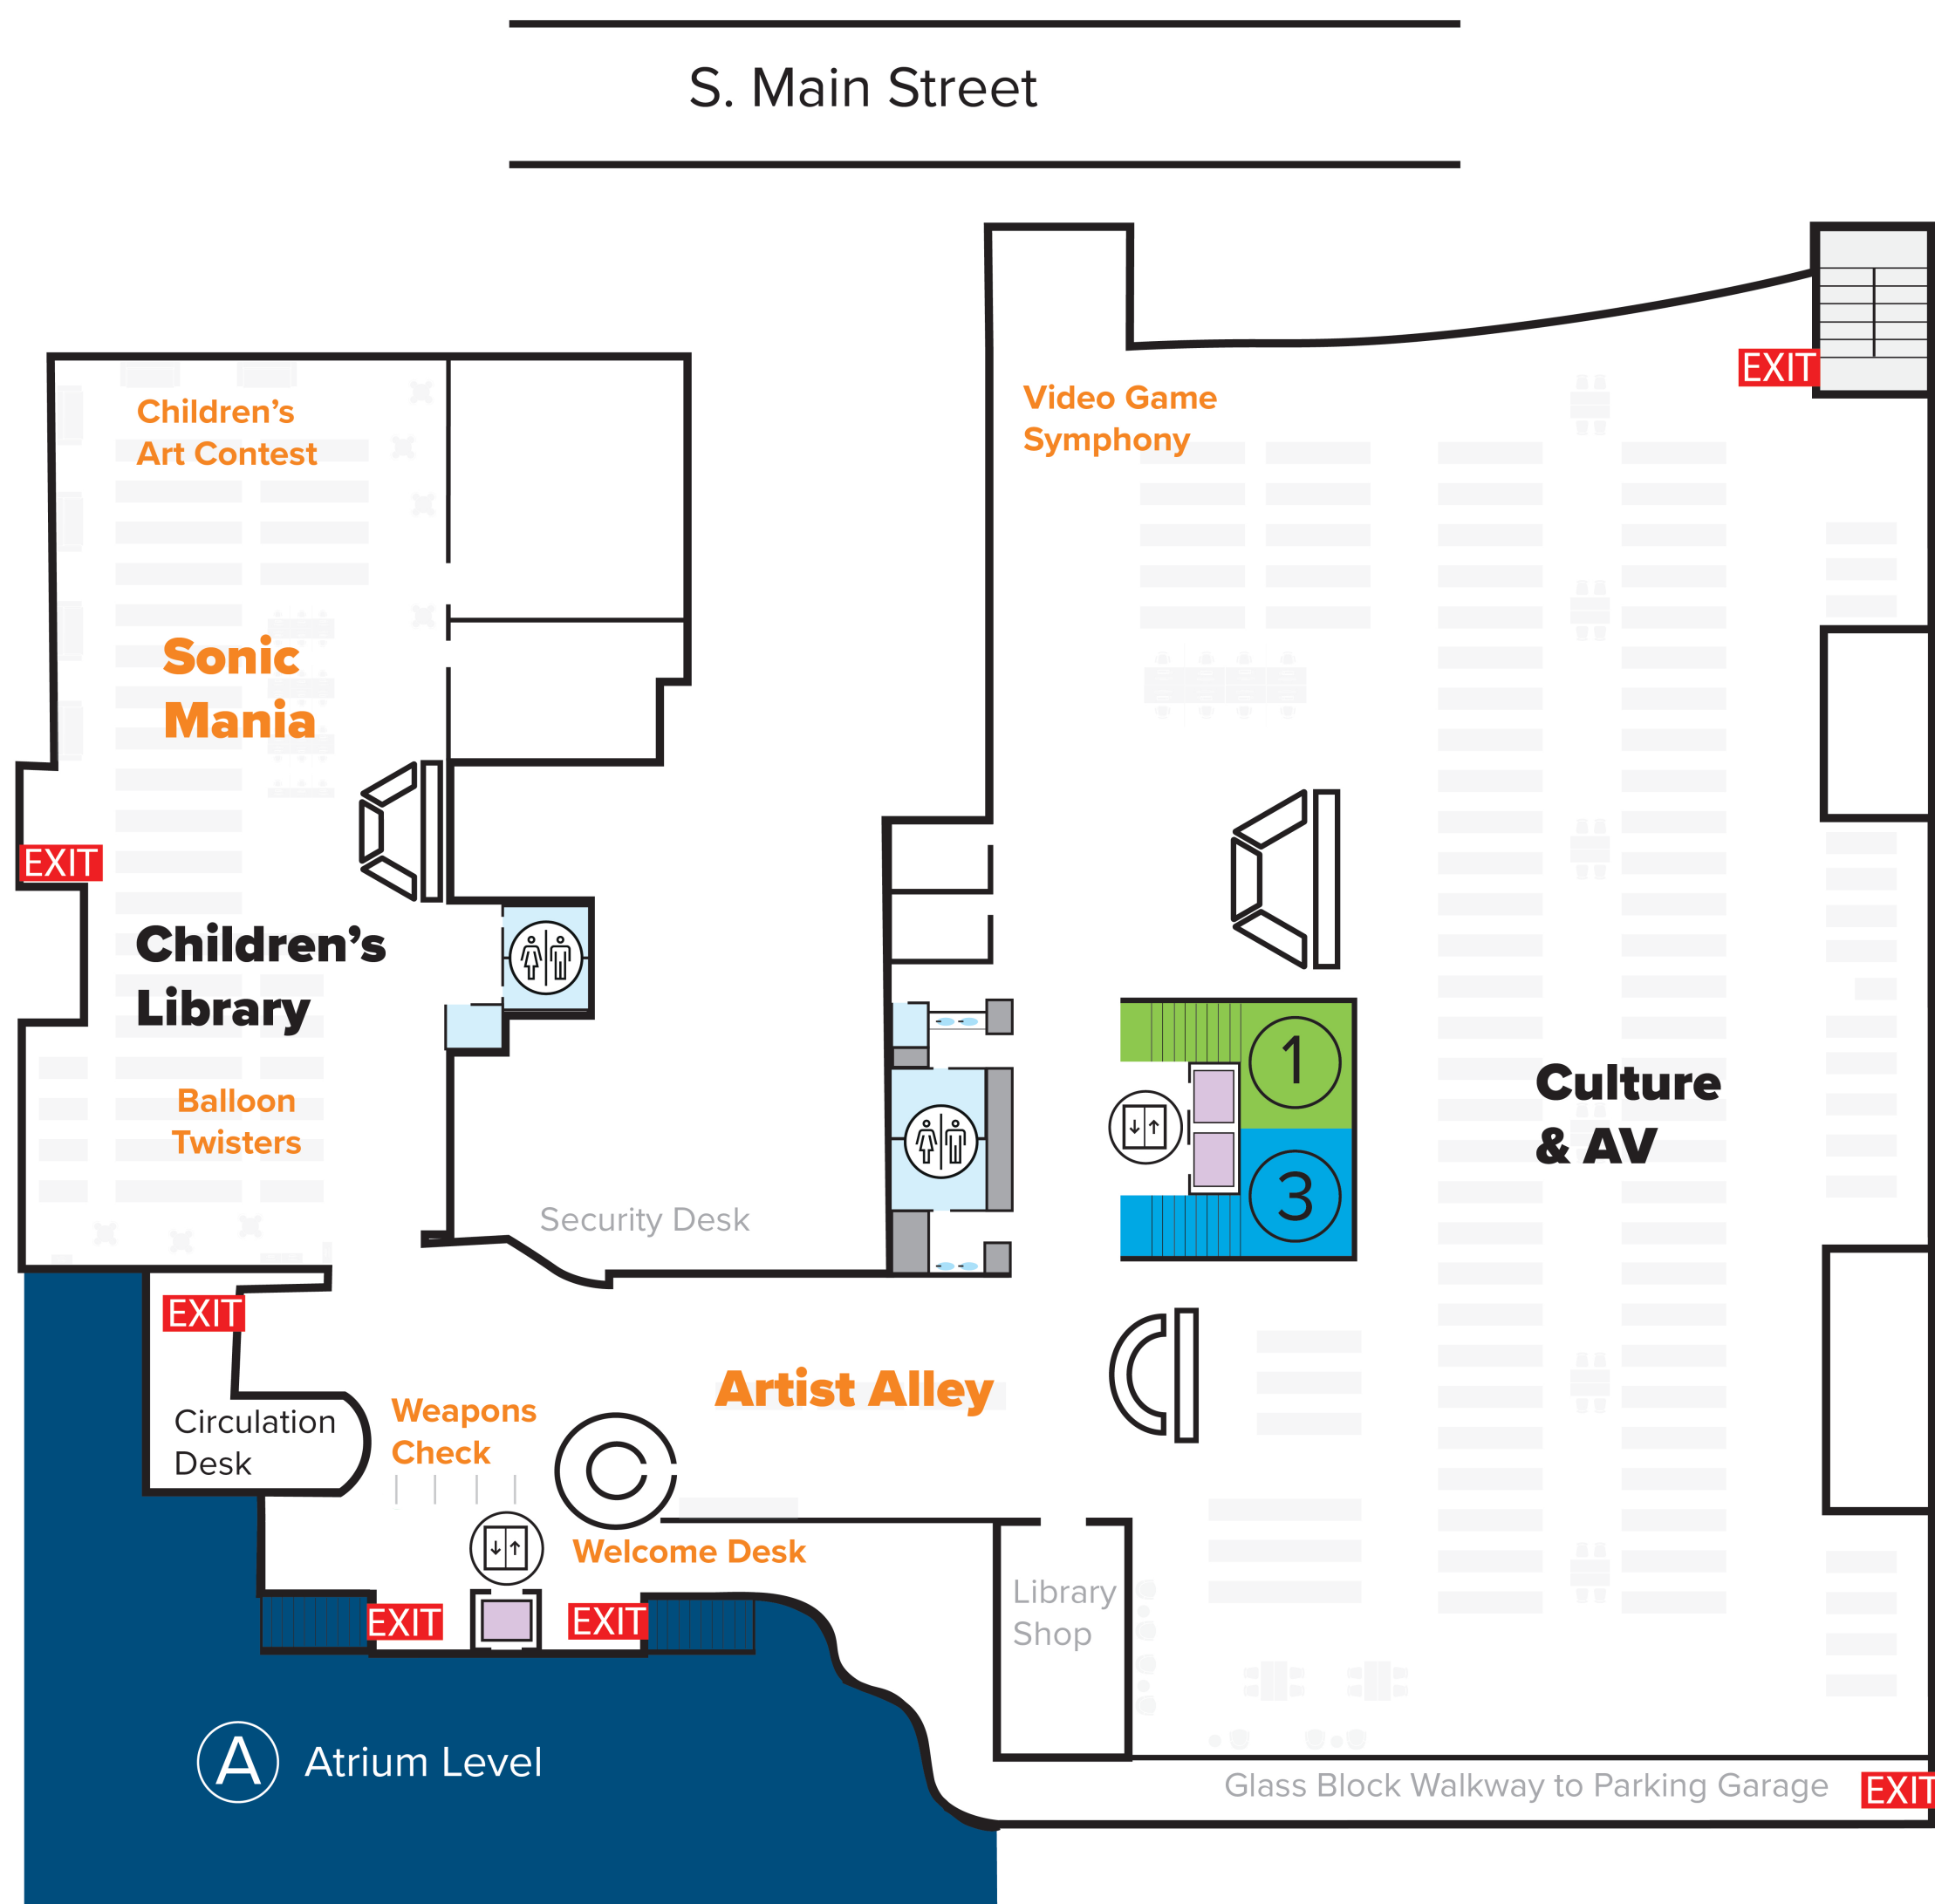 S. Main Street
EXIT
Children's
Art Contest
Video Game
Symphony
Sonic
Mania
EXIT
Children's
Library
1
Culture
& AV
Balloon
Twisters
3
Security Desk
EXIT
Artist Alley
Weapons
Check
Circulation
Desk
Welcome Desk
Library
Shop
EXIT
EXIT
A
Atrium Level
Glass Block Walkway to Parking Garage
EXIT